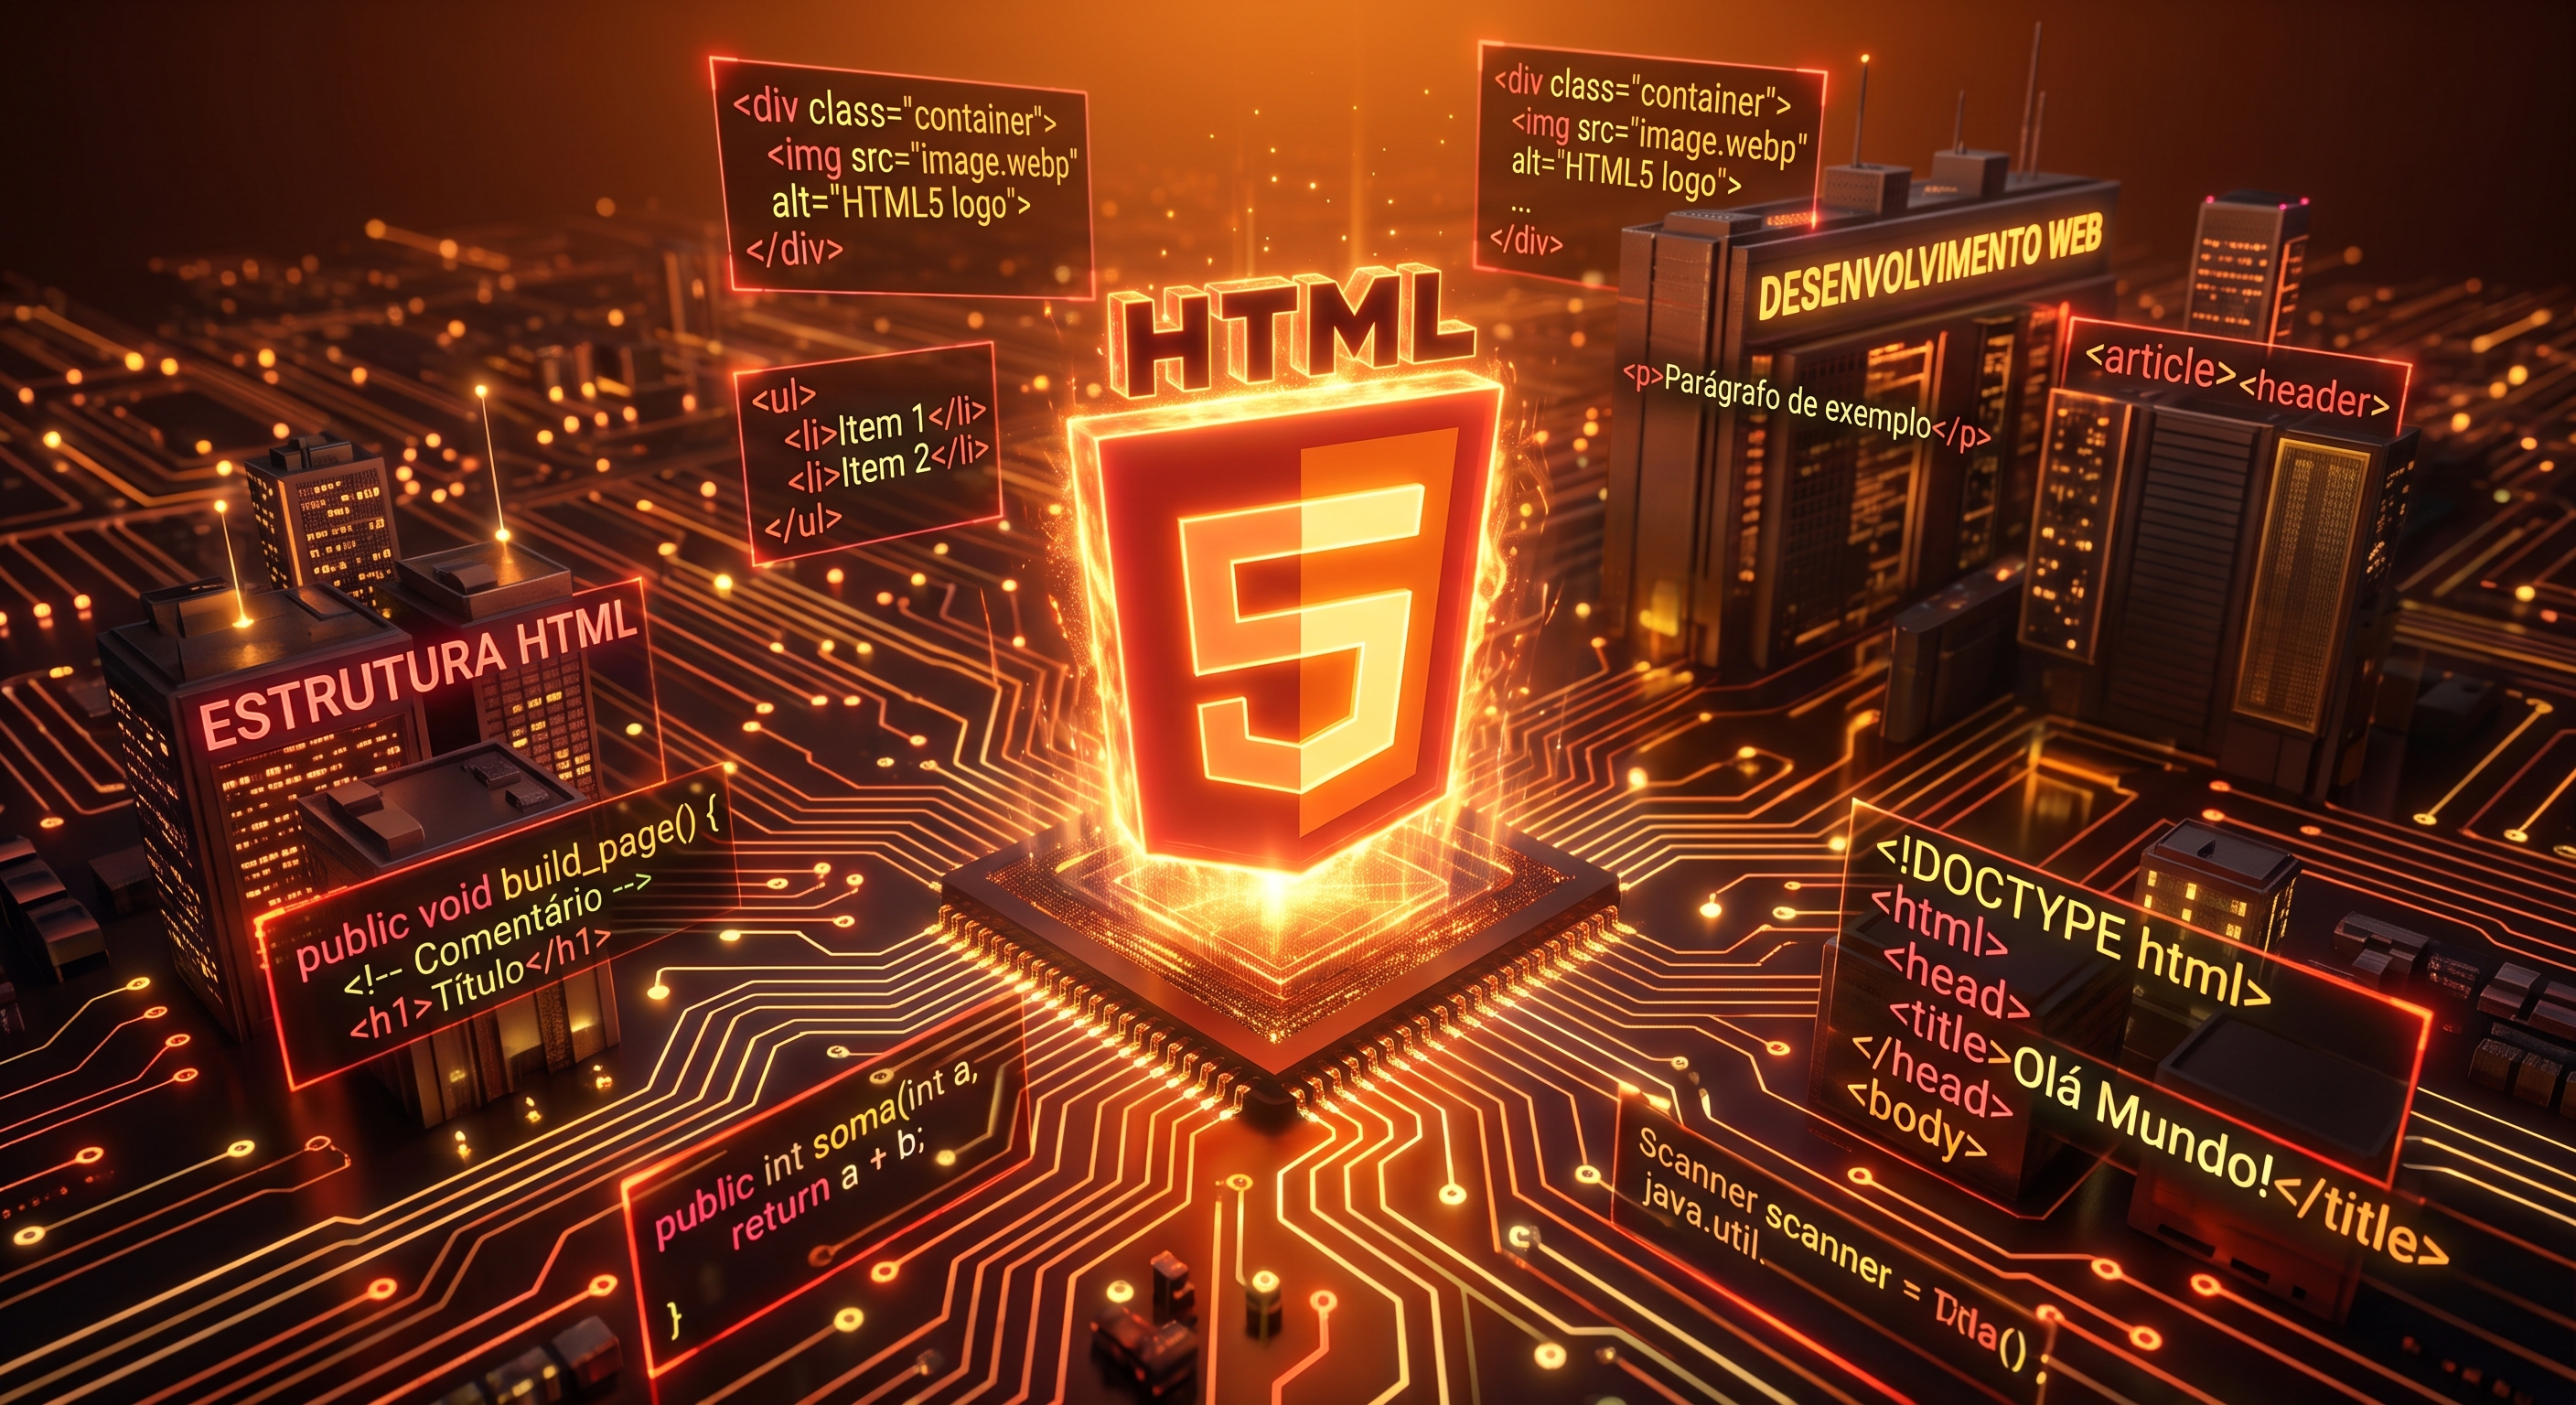 <div class="container">
<img src="image.webp"
alt="HTML5 logo">
</div>
<div class="container">
<img src="image.webp"
alt="HTML5 logo">
...
</div>
DESENVOLVIMENTO WEB
HTML
5
<ul>
<li>Item 1</li>
<li>Item 2</li>
</ul>
<p>Parágrafo de exemplo</p>
<article><header>
ESTRUTURA HTML
public void build_page() {
<!-- Comentário -->
<h1>Título</h1>
<!DOCTYPE html>
<html>
<head>
<title>Olá Mundo!</title>
</head>
<body>
public int soma(int a,
return a + b;
}
Scanner scanner =
java.util.